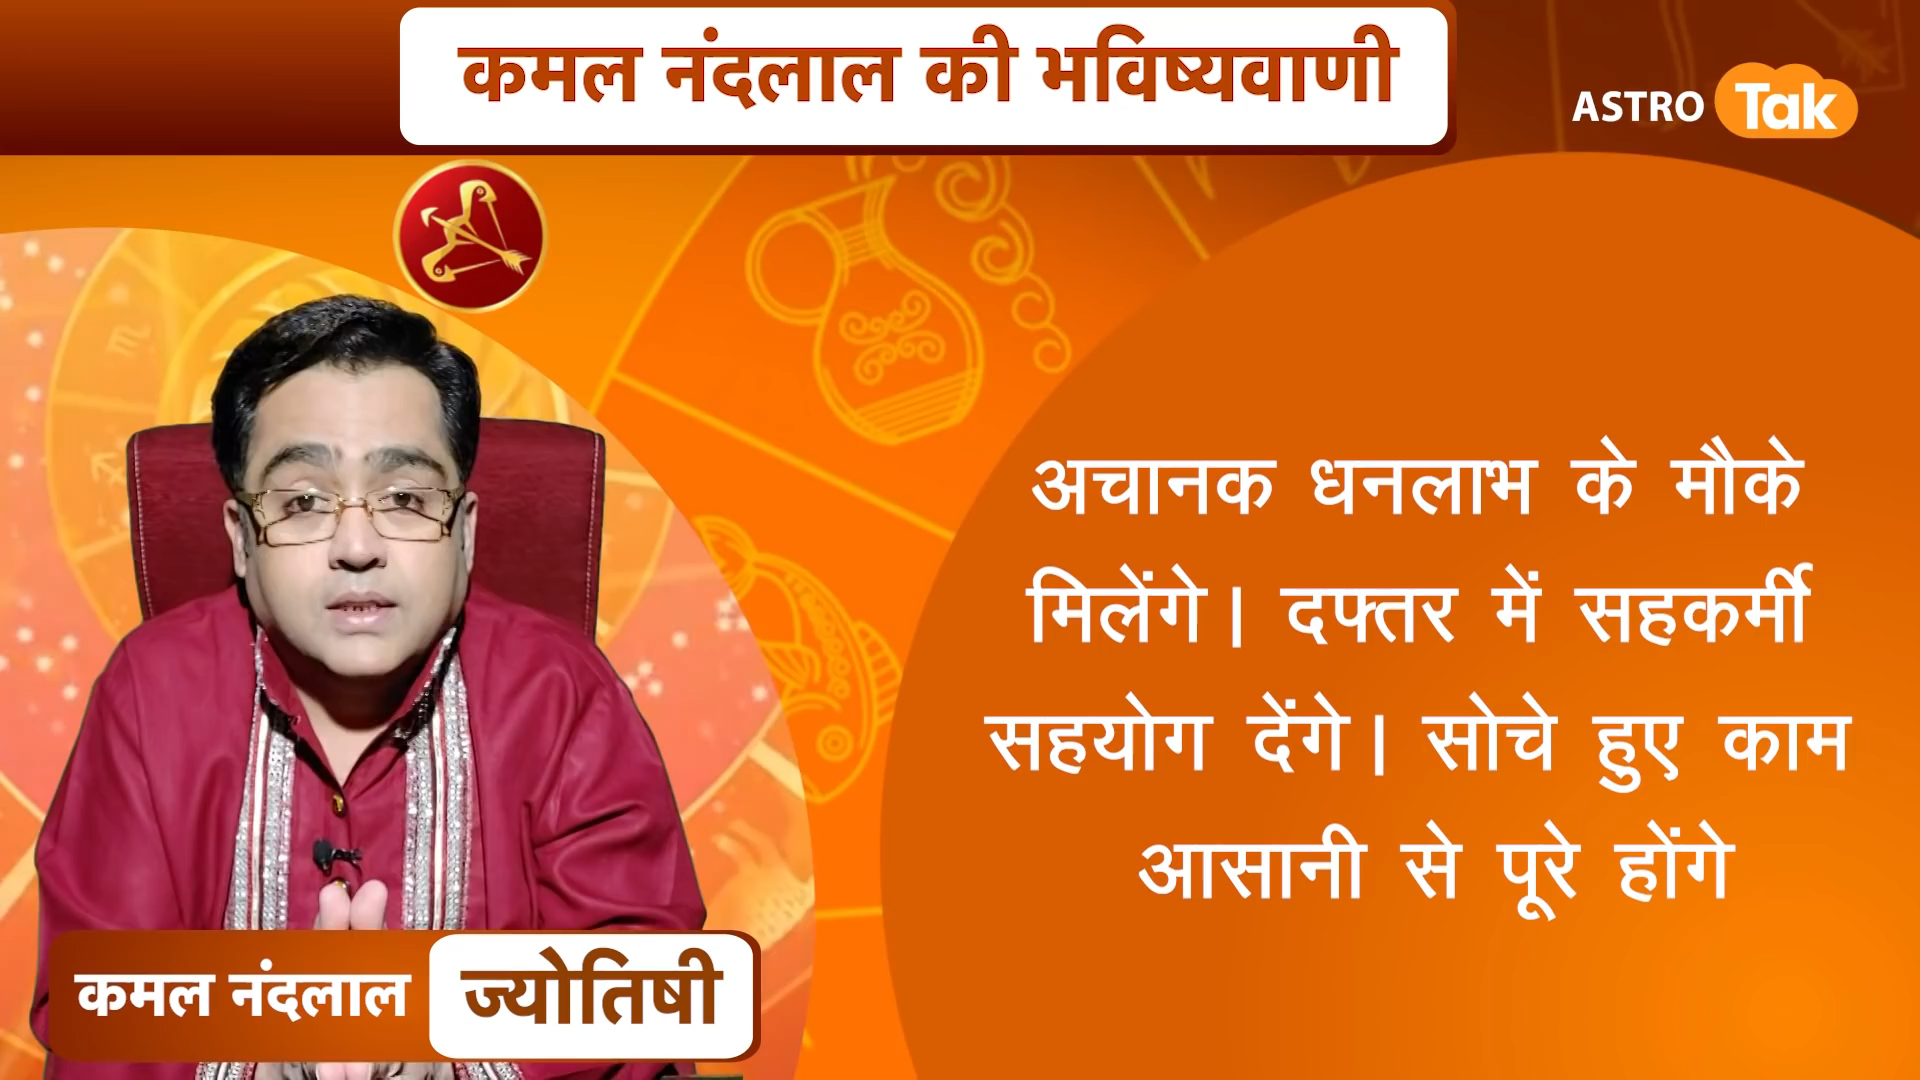 कमल नंदलाल की भविष्यवाणी
ASTRO Tak
अचानक धनलाभ के मौके
मिलेंगे। दफ्तर में सहकर्मी
सहयोग देंगे। सोचे हुए काम
आसानी से पूरे होंगे
कमल नंदलाल ज्योतिषी